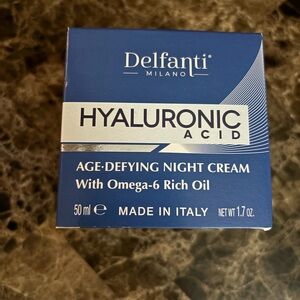 Delfanti®
MILANO
HYALURONIC
ACID
AGE-DEFYING NIGHT CREAM
With Omega-6 Rich Oil
50 ml ℮ MADE IN ITALY NET WT 1.7 OZ.